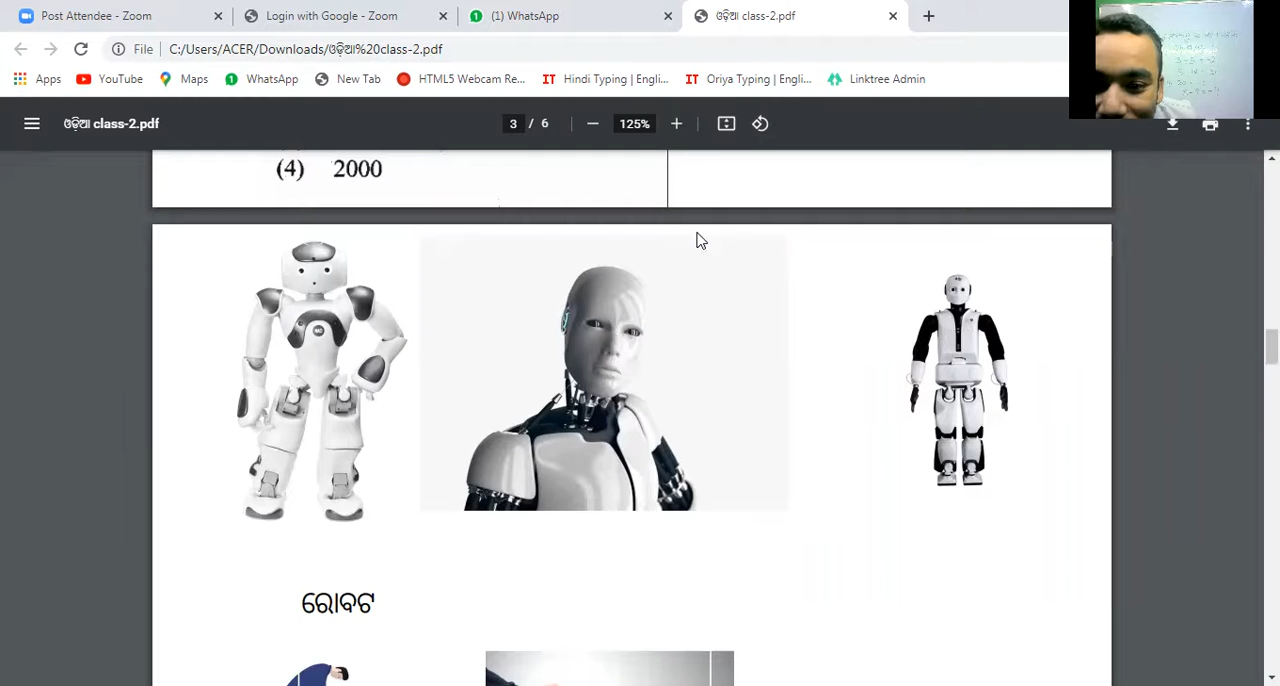 Post Attendee - Zoom
Login with Google - Zoom
(1) WhatsApp
ଓଡ଼ିଆ class-2.pdf
File
C:/Users/ACER/Downloads/ଓଡ଼ିଆ%20class-2.pdf
Apps
YouTube
Maps
WhatsApp
New Tab
HTML5 Webcam Re...
IT Hindi Typing | Engli...
IT Oriya Typing | Engli...
Linktree Admin
ଓଡ଼ିଆ class-2.pdf
3 / 6
125%
(4) 2000
ରୋବଟ